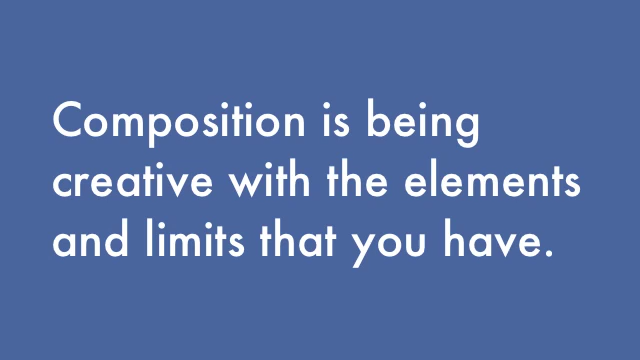 Composition is being
creative with the elements
and limits that you have.